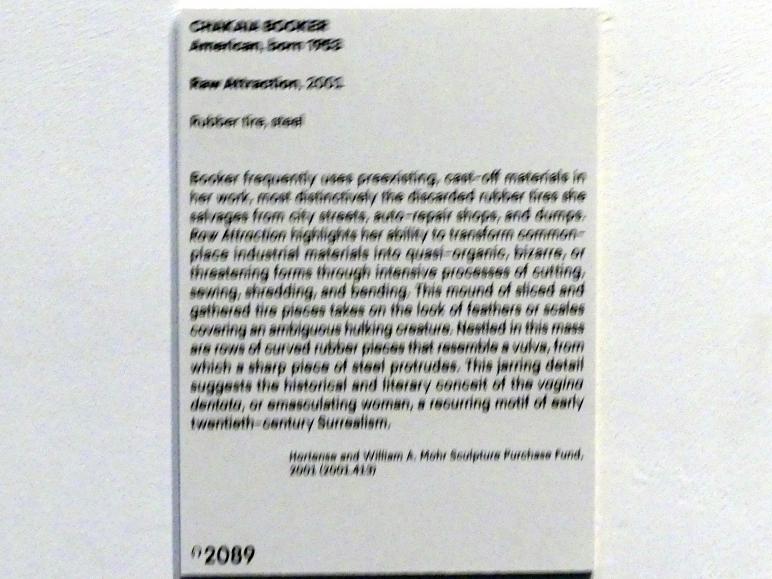 CHAKAIA BOOKER
American, born 1953
Raw Attraction, 2001
Rubber tire, steel
Booker frequently uses preexisting, cast-off materials in
her work, most distinctively the discarded rubber tires she
salvages from city streets, auto-repair shops, and dumps.
Raw Attraction highlights her ability to transform common-
place industrial materials into quasi-organic, bizarre, or
threatening forms through intensive processes of cutting,
sewing, shredding, and bending. This mound of sliced and
gathered tire pieces takes on the look of feathers or scales
covering an ambiguous hulking creature. Nestled in this mass
are rows of curved rubber pieces that resemble a vulva, from
which a sharp piece of steel protrudes. This jarring detail
suggests the historical and literary conceit of the vagina
dentata, or emasculating woman, a recurring motif of early
twentieth-century Surrealism.
Hortense and William A. Mohr Sculpture Purchase Fund,
2001 (2001.413)
2089